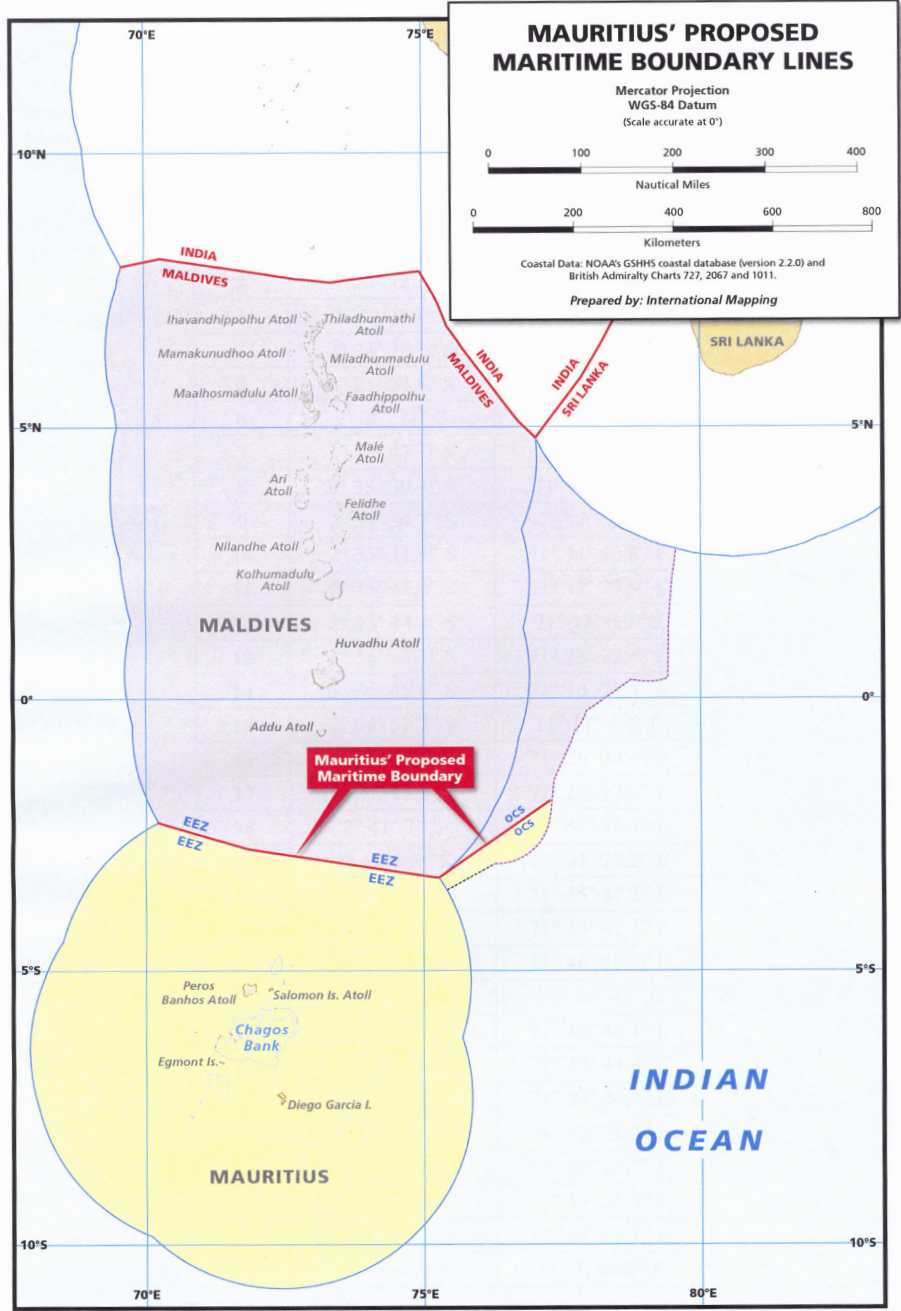 MAURITIUS' PROPOSED
MARITIME BOUNDARY LINES
Mercator Projection
WGS-84 Datum
(Scale accurate at 0°)
0 100 200 300 400
Nautical Miles
0 200 400 600 800
Kilometers
Coastal Data: NOAA's GSHHS coastal database (version 2.2.0) and
British Admiralty Charts 727, 2067 and 1011.
Prepared by: International Mapping
70°E
75°E
10°N
INDIA
MALDIVES
Ihavandhippolhu Atoll
Thiladhunmathi
Atoll
Mamakunudhoo Atoll
Miladhunmadulu
Atoll
Maalhosmadulu Atoll
Faadhippolhu
Atoll
INDIA
MALDIVES
INDIA
SRI LANKA
SRI LANKA
5°N
5°N
Malé
Atoll
Ari
Atoll
Felidhe
Atoll
Nilandhe Atoll
Kolhumadulu
Atoll
MALDIVES
Huvadhu Atoll
0°
0°
Addu Atoll
Mauritius' Proposed
Maritime Boundary
EEZ
EEZ
EEZ
EEZ
OCS
OCS
5°S
5°S
Peros
Banhos Atoll
Salomon Is. Atoll
Chagos
Bank
Egmont Is.
Diego Garcia I.
MAURITIUS
INDIAN
OCEAN
10°S
10°S
70°E
75°E
80°E